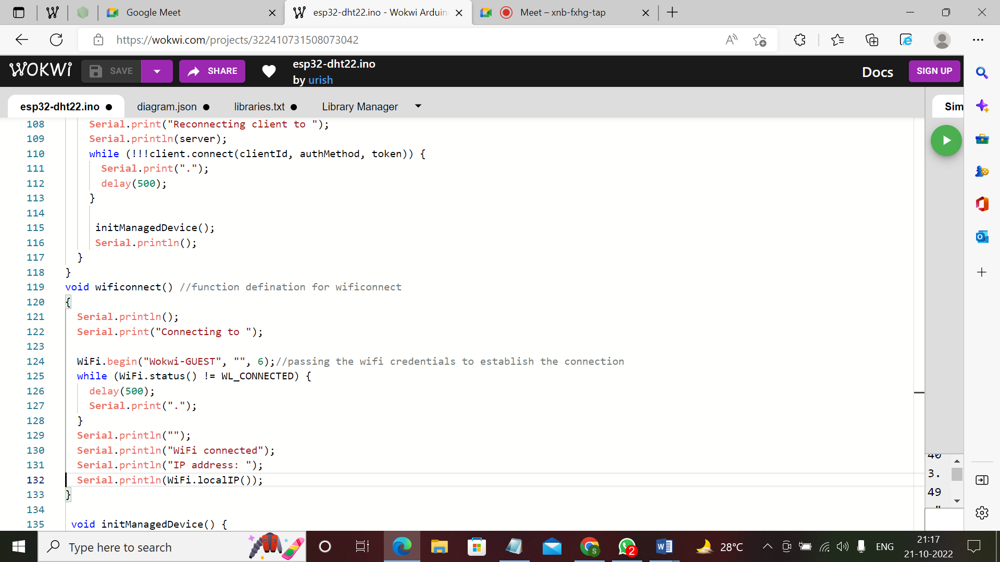 Google Meet
esp32-dht22.ino - Wokwi Arduin
Meet – xnb-fxhg-tap
https://wokwi.com/projects/322410731508073042
WOKWi
SAVE
SHARE
esp32-dht22.ino
by urish
Docs
SIGN UP
esp32-dht22.ino ●
diagram.json ●
libraries.txt ●
Library Manager
Sim
108 Serial.print("Reconnecting client to ");
109 Serial.println(server);
110 while (!!!client.connect(clientId, authMethod, token)) {
111 Serial.print(".");
112 delay(500);
113 }
114
115 initManagedDevice();
116 Serial.println();
117 }
118 }
119 void wificonnect() //function defination for wificonnect
120 {
121 Serial.println();
122 Serial.print("Connecting to ");
123
124 WiFi.begin("Wokwi-GUEST", "", 6);//passing the wifi credentials to establish the connection
125 while (WiFi.status() != WL_CONNECTED) {
126 delay(500);
127 Serial.print(".");
128 }
129 Serial.println("");
130 Serial.println("WiFi connected");
131 Serial.println("IP address: ");
132 Serial.println(WiFi.localIP());
133 }
134
135 void initManagedDevice() {
40
3.
49
Type here to search
2
28°C
ENG
21:17
21-10-2022